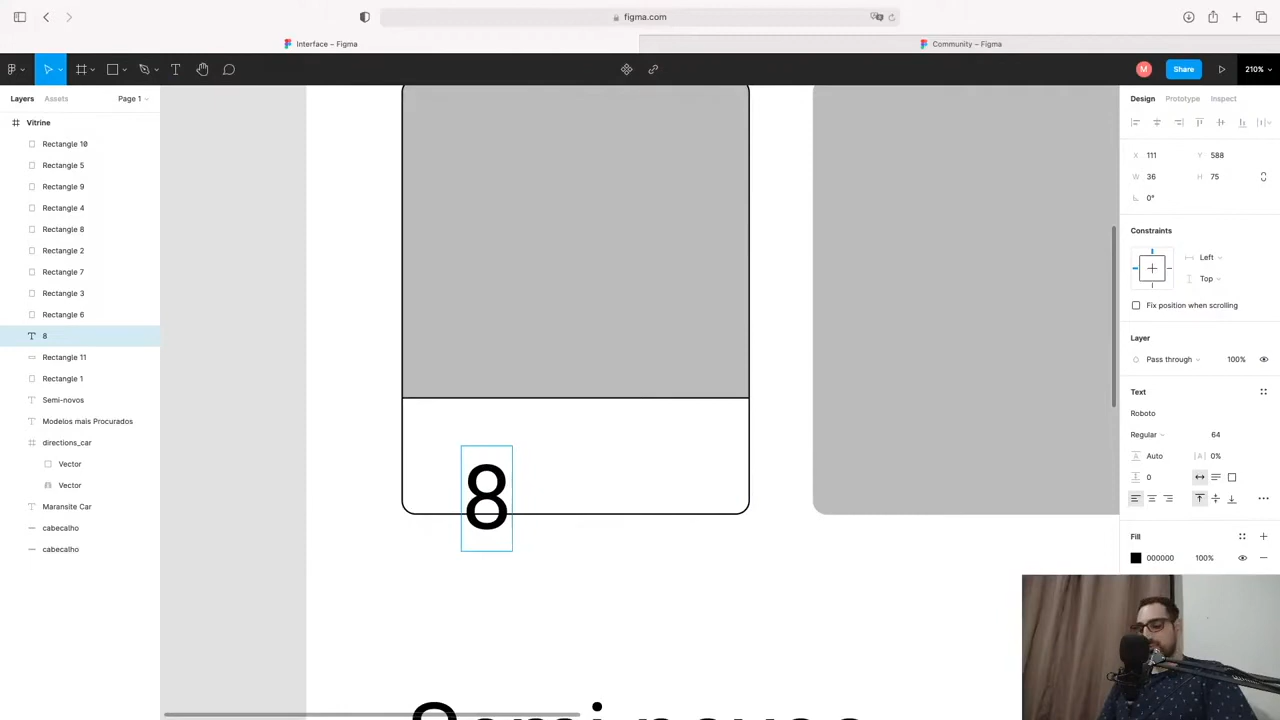 figma.com
Interface – Figma
Community – Figma
M
Share
210%
Layers
Assets
Page 1
Design
Prototype
Inspect
Vitrine
Rectangle 10
Rectangle 5
Rectangle 9
Rectangle 4
Rectangle 8
Rectangle 2
Rectangle 7
Rectangle 3
Rectangle 6
8
Rectangle 11
Rectangle 1
Semi-novos
Modelos mais Procurados
directions_car
Vector
Vector
Maransite Car
cabecalho
cabecalho
8
Semi-novos
X 111 Y 588
W 36 H 75
0°
Constraints
Left
Top
Fix position when scrolling
Layer
Pass through 100%
Text
Roboto
Regular 64
Auto |A| 0%
0
Fill
000000 100%